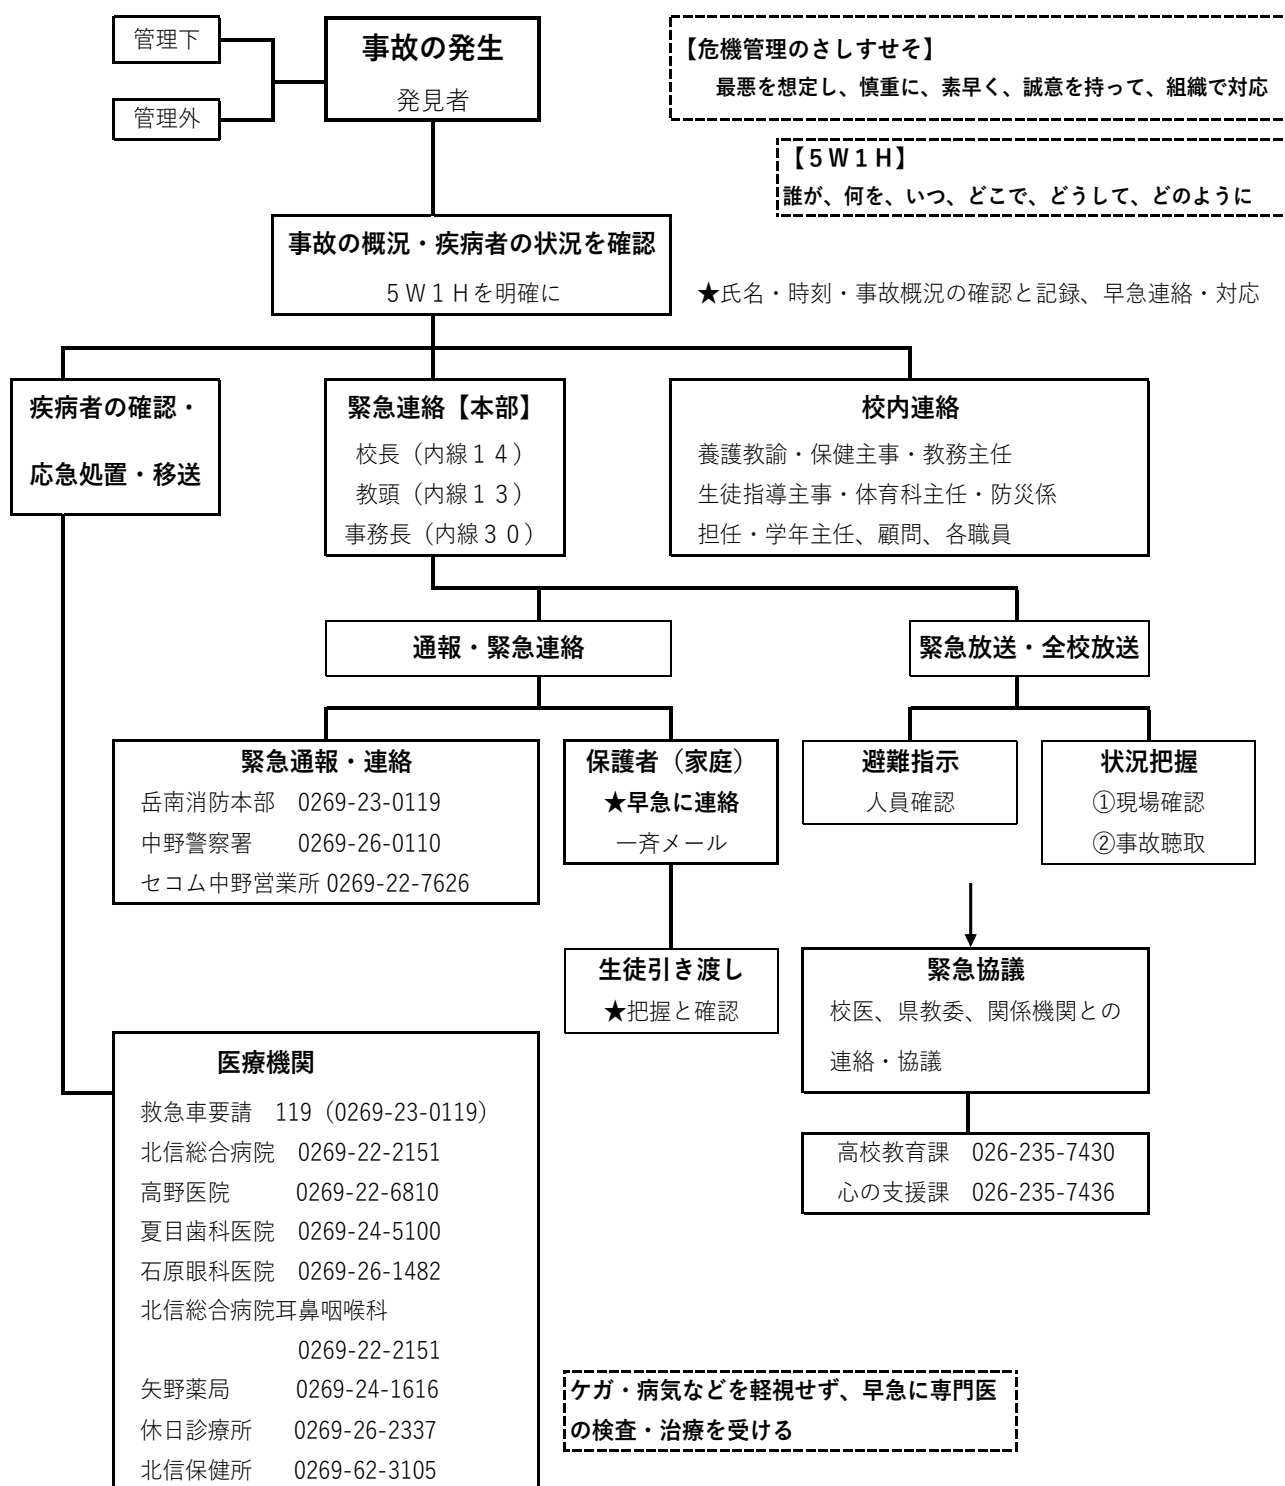 管理下
管理外
事故の発生
発見者
【危機管理のさしすせそ】
最悪を想定し、慎重に、素早く、誠意を持って、組織で対応
【５Ｗ１Ｈ】
誰が、何を、いつ、どこで、どうして、どのように
事故の概況・疾病者の状況を確認
５Ｗ１Ｈを明確に
★氏名・時刻・事故概況の確認と記録、早急連絡・対応
疾病者の確認・
応急処置・移送
緊急連絡【本部】
校長（内線１４）
教頭（内線１３）
事務長（内線３０）
校内連絡
養護教諭・保健主事・教務主任
生徒指導主事・体育科主任・防災係
担任・学年主任、顧問、各職員
通報・緊急連絡
緊急放送・全校放送
緊急通報・連絡
岳南消防本部　0269-23-0119
中野警察署　　0269-26-0110
セコム中野営業所 0269-22-7626
保護者（家庭）
★早急に連絡
一斉メール
避難指示
人員確認
状況把握
①現場確認
②事故聴取
生徒引き渡し
★把握と確認
緊急協議
校医、県教委、関係機関との
連絡・協議
高校教育課　026-235-7430
心の支援課　026-235-7436
医療機関
救急車要請　119（0269-23-0119）
北信総合病院　0269-22-2151
高野医院　　　0269-22-6810
夏目歯科医院　0269-24-5100
石原眼科医院　0269-26-1482
北信総合病院耳鼻咽喉科
0269-22-2151
矢野薬局　　　0269-24-1616
休日診療所　　0269-26-2337
北信保健所　　0269-62-3105
ケガ・病気などを軽視せず、早急に専門医
の検査・治療を受ける